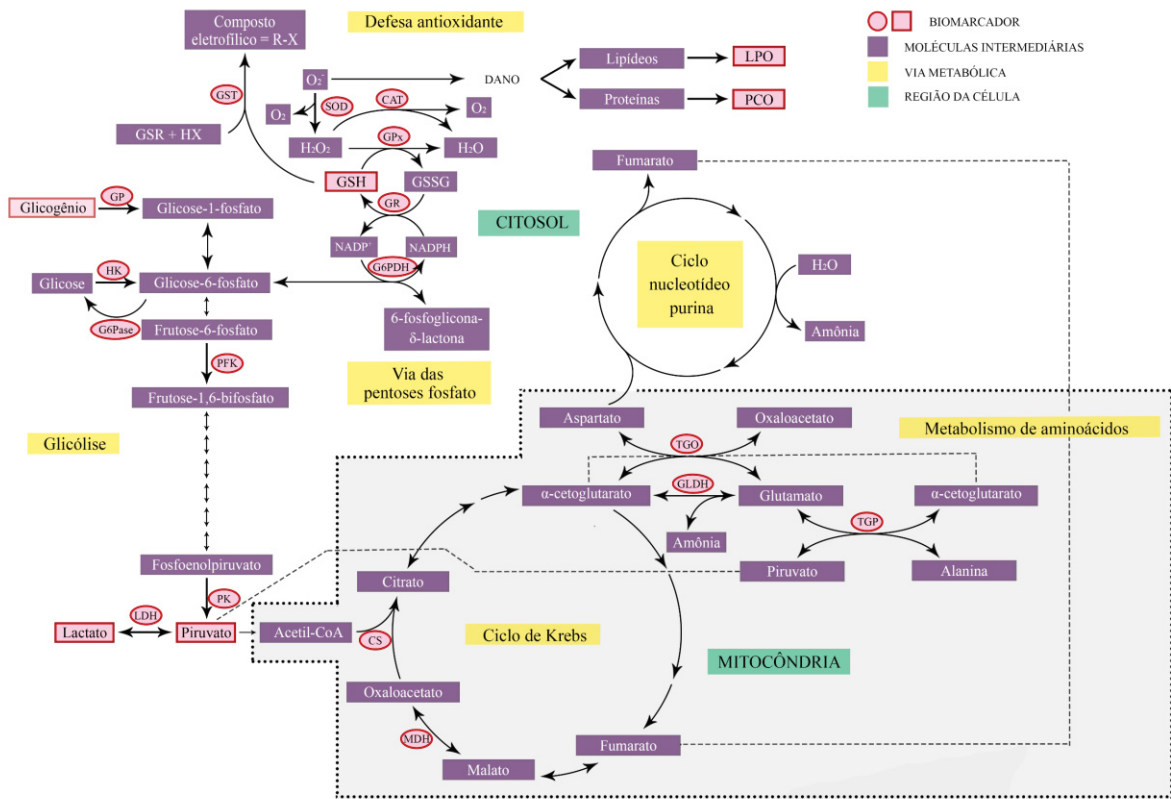 Composto
eletrofílico = R-X
Defesa antioxidante
BIOMARCADOR
MOLÉCULAS INTERMEDIÁRIAS
VIA METABÓLICA
REGIÃO DA CÉLULA
O₂⁻
DANO
Lipídeos
LPO
Proteínas
PCO
GST
SOD
CAT
O₂
O₂
GSR + HX
H₂O₂
GPx
H₂O
GSH
GSSG
GR
Fumarato
Glicogênio
GP
Glicose-1-fosfato
CITOSOL
NADP⁺
NADPH
G6PDH
Glicose
HK
Glicose-6-fosfato
Ciclo
nucleotídeo
purina
H₂O
Amônia
G6Pase
Frutose-6-fosfato
6-fosfoglicona-
δ-lactona
PFK
Via das
pentoses fosfato
Frutose-1,6-bifosfato
Glicólise
Aspartato
Oxaloacetato
Metabolismo de aminoácidos
TGO
α-cetoglutarato
GLDH
Glutamato
α-cetoglutarato
TGP
Amônia
Fosfoenolpiruvato
Citrato
Piruvato
Alanina
PK
LDH
Lactato
Piruvato
Acetil-CoA
CS
Ciclo de Krebs
MITOCÔNDRIA
Oxaloacetato
MDH
Malato
Fumarato